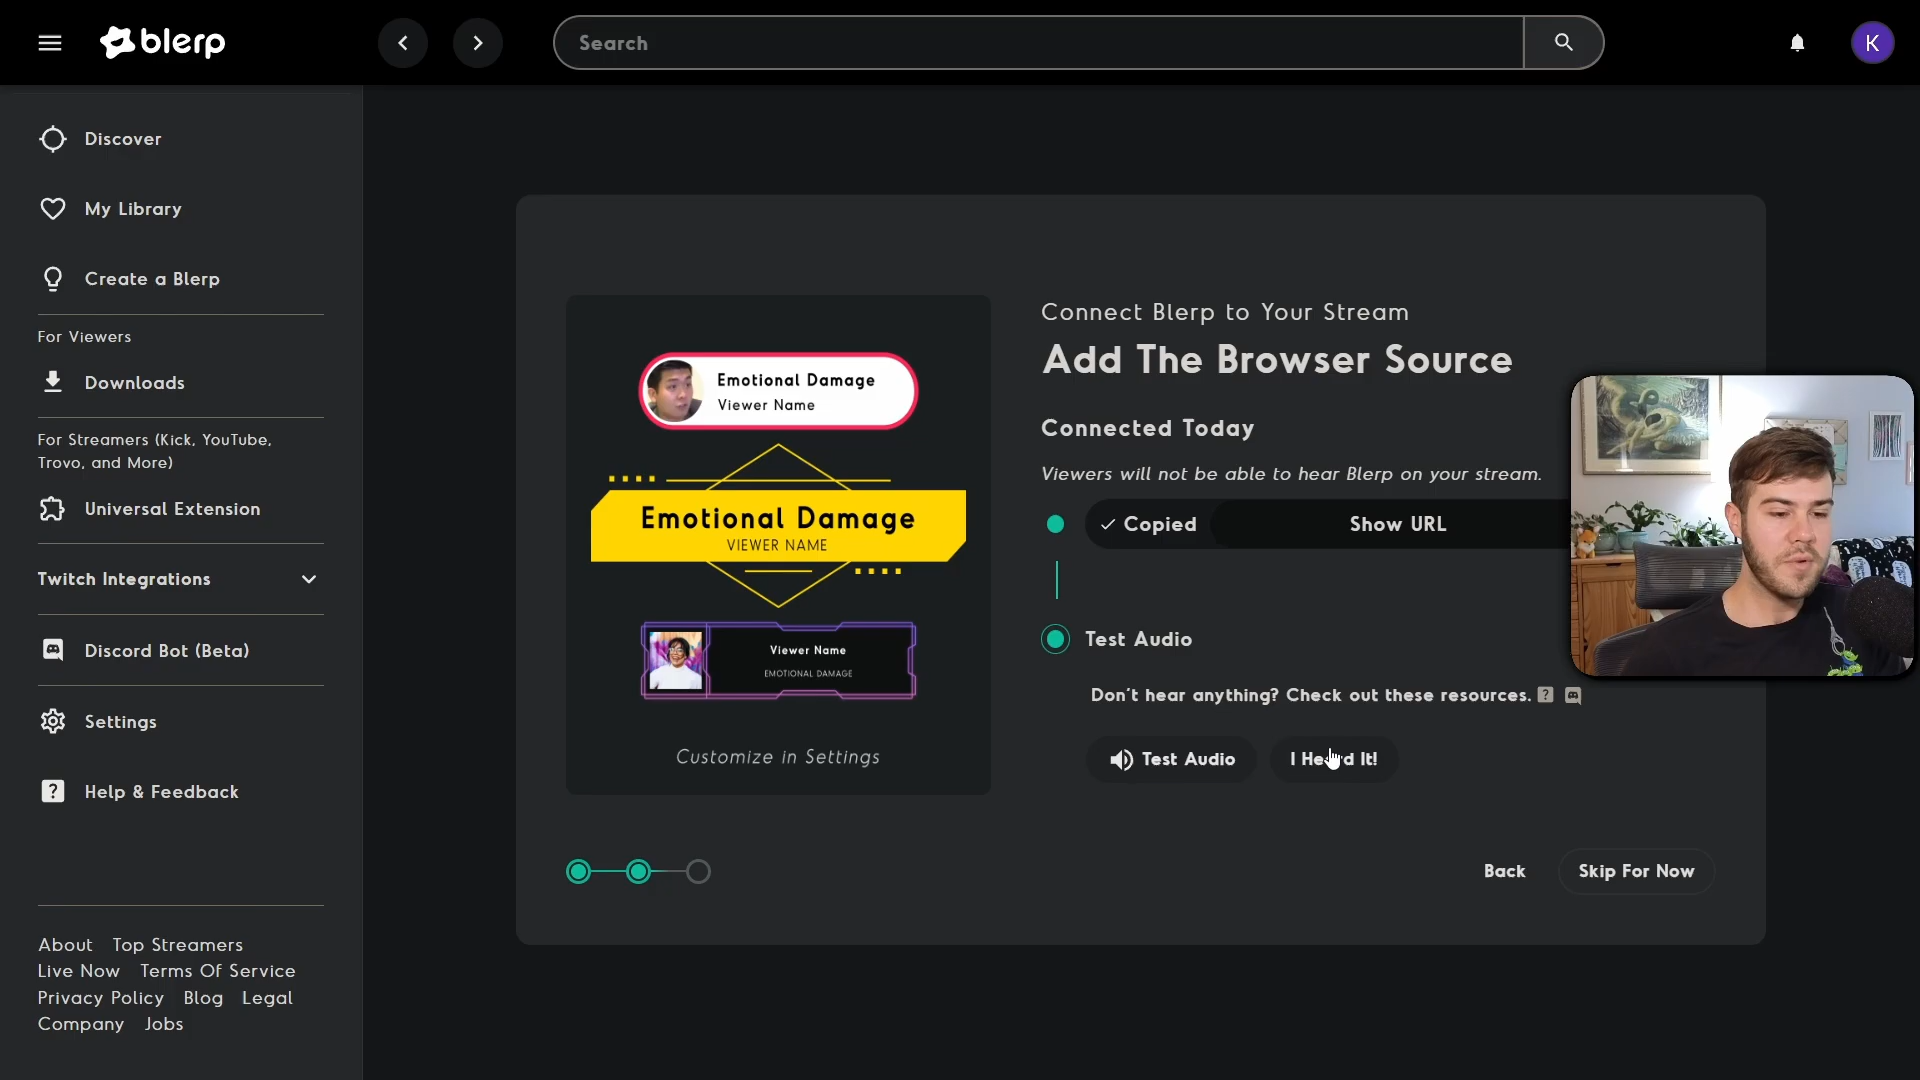 blerp
Search
K
Discover
My Library
Create a Blerp
For Viewers
Downloads
For Streamers (Kick, YouTube,
Trovo, and More)
Universal Extension
Twitch Integrations
Discord Bot (Beta)
Settings
Help & Feedback
About Top Streamers
Live Now Terms Of Service
Privacy Policy Blog Legal
Company Jobs
Emotional Damage
Viewer Name
Emotional Damage
VIEWER NAME
Viewer Name
EMOTIONAL DAMAGE
Customize in Settings
Connect Blerp to Your Stream
Add The Browser Source
Connected Today
Viewers will not be able to hear Blerp on your stream.
Copied Show URL
Test Audio
Don't hear anything? Check out these resources.
Test Audio I Heard It!
Back Skip For Now